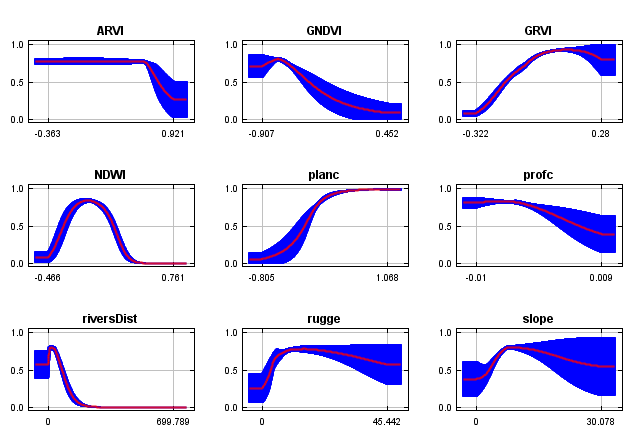 ARVI GNDVI GRVI
1.0 1.0 1.0
0.5 0.5 0.5
0.0 0.0 0.0
-0.363 0.921 -0.907 0.452 -0.322 0.28
NDWI planc profc
1.0 1.0 1.0
0.5 0.5 0.5
0.0 0.0 0.0
-0.466 0.761 -0.805 1.068 -0.01 0.009
riversDist rugge slope
1.0 1.0 1.0
0.5 0.5 0.5
0.0 0.0 0.0
0 699.789 0 45.442 0 30.078